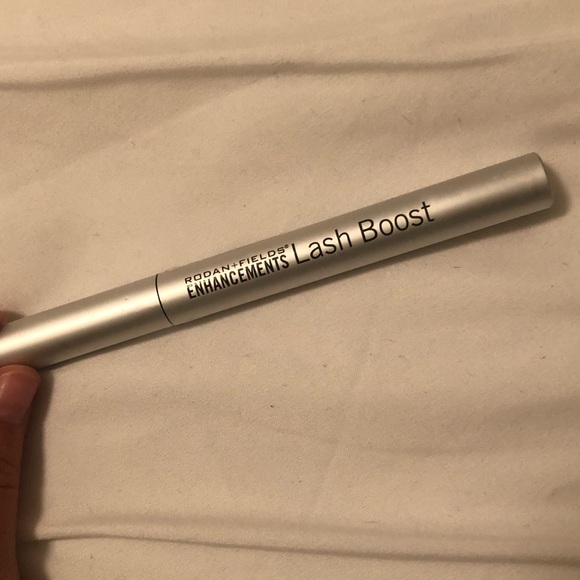 RODAN+FIELDS®
ENHANCEMENTS Lash Boost